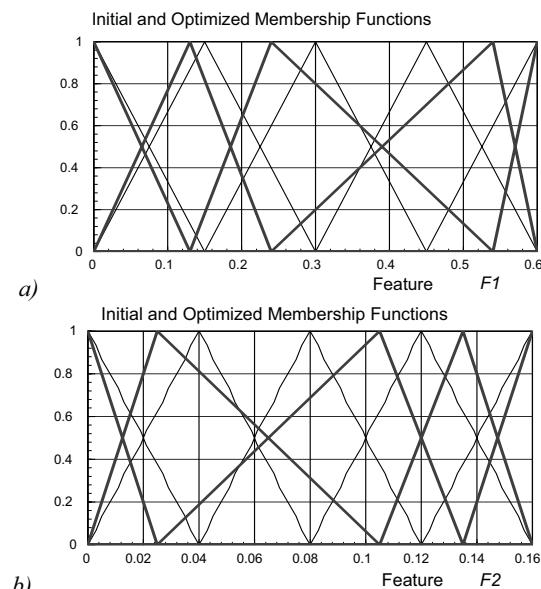 Initial and Optimized Membership Functions
1
0.8
0.6
0.4
0.2
0
0 0.1 0.2 0.3 0.4 0.5 0.6
Feature F1
a)
Initial and Optimized Membership Functions
1
0.8
0.6
0.4
0.2
0
0 0.02 0.04 0.06 0.08 0.1 0.12 0.14 0.16
Feature F2
b)